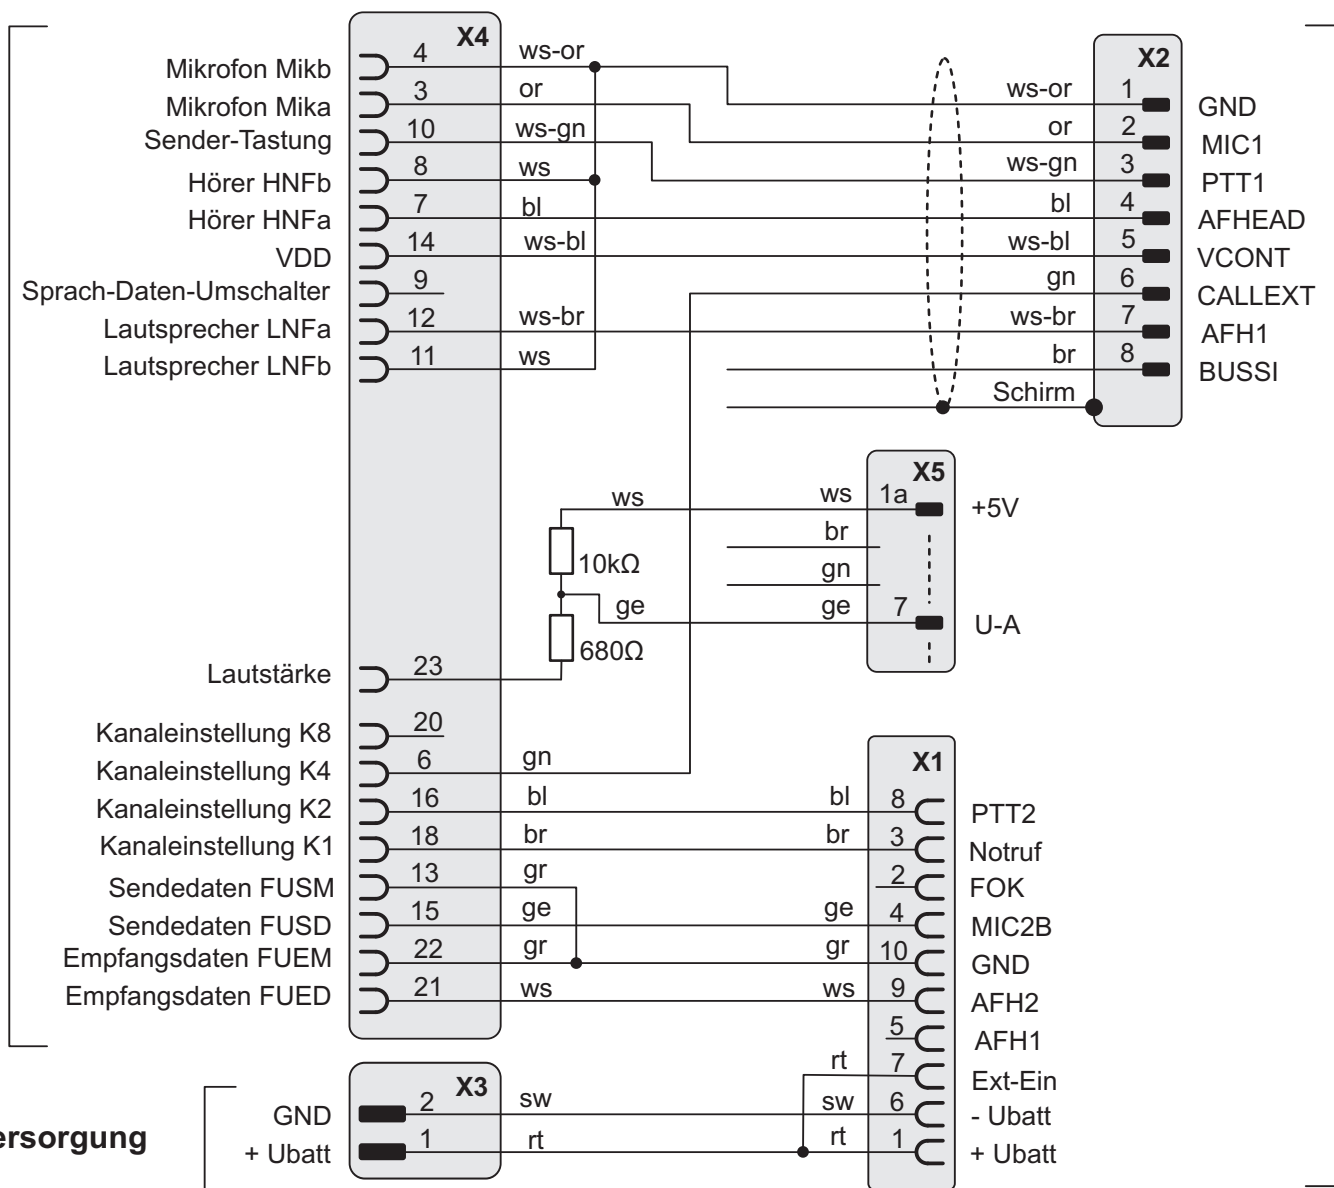 X4
X2
Mikrofon Mikb 4 ws-or ws-or 1 GND
Mikrofon Mika 3 or or 2 MIC1
Sender-Tastung 10 ws-gn ws-gn 3 PTT1
Hörer HNFb 8 ws bl 4 AFHEAD
Hörer HNFa 7 bl ws-bl 5 VCONT
VDD 14 ws-bl gn 6 CALLEXT
Sprach-Daten-Umschalter 9 ws-br 7 AFH1
Lautsprecher LNFa 12 ws-br br 8 BUSSI
Lautsprecher LNFb 11 ws Schirm
X5
ws ws 1a +5V
br
10kΩ gn
ge ge 7 U-A
680Ω
Lautstärke 23
Kanaleinstellung K8 20
X1
Kanaleinstellung K4 6 gn
Kanaleinstellung K2 16 bl bl 8 PTT2
Kanaleinstellung K1 18 br br 3 Notruf
Sendedaten FUSM 13 gr 2 FOK
Sendedaten FUSD 15 ge ge 4 MIC2B
Empfangsdaten FUEM 22 gr gr 10 GND
Empfangsdaten FUED 21 ws ws 9 AFH2
5 AFH1
rt 7 Ext-Ein
X3
GND 2 sw sw 6 - Ubatt
ersorgung
+ Ubatt 1 rt rt 1 + Ubatt